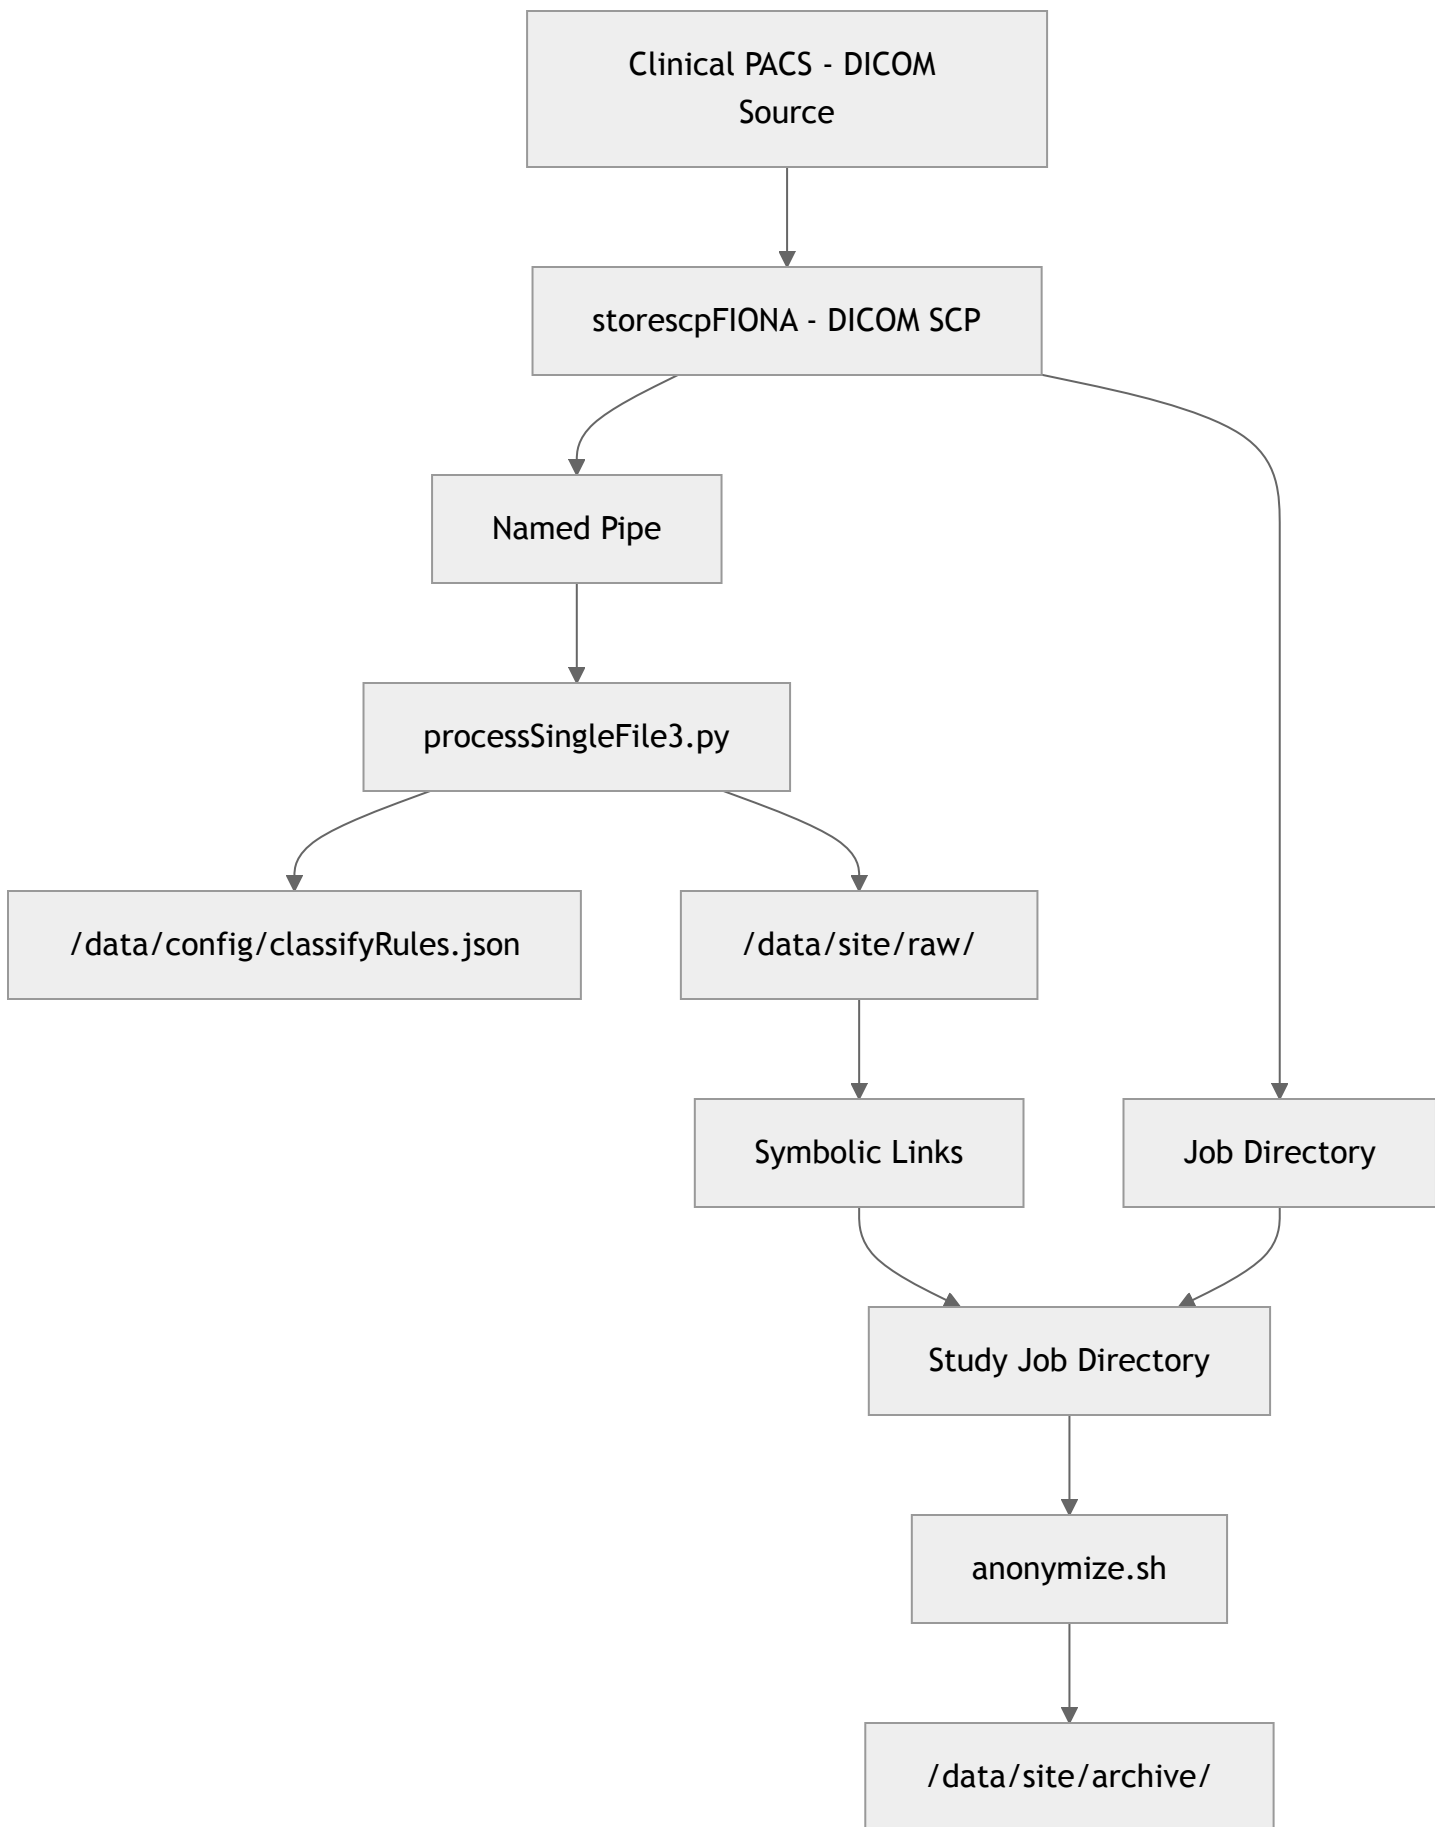 Clinical PACS - DICOM
Source
storescpFIONA - DICOM SCP
Named Pipe
processSingleFile3.py
/data/config/classifyRules.json
/data/site/raw/
Symbolic Links
Job Directory
Study Job Directory
anonymize.sh
/data/site/archive/